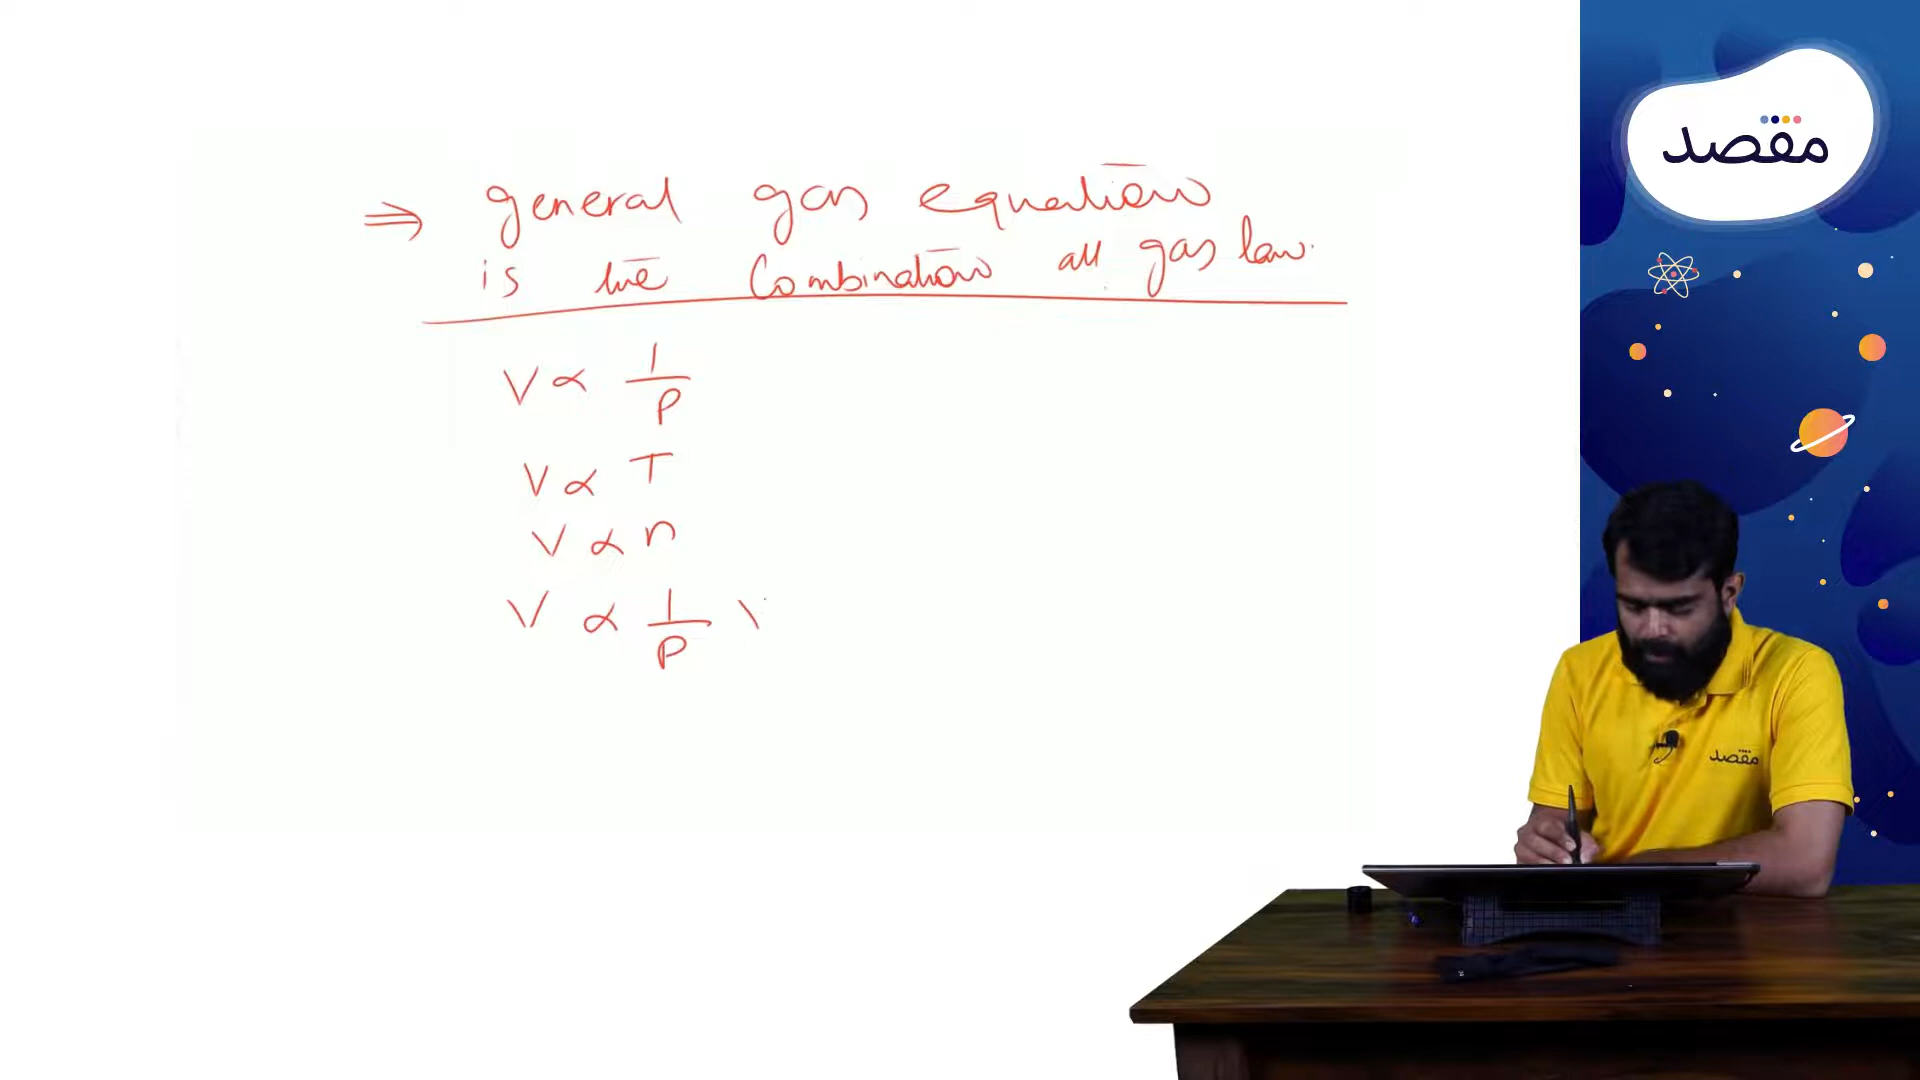 ⇒ general gas equation
is the Combination all gas law.
V ∝ 1/P
V ∝ T
V ∝ n
V ∝ 1/P \
مقصد
مقصد